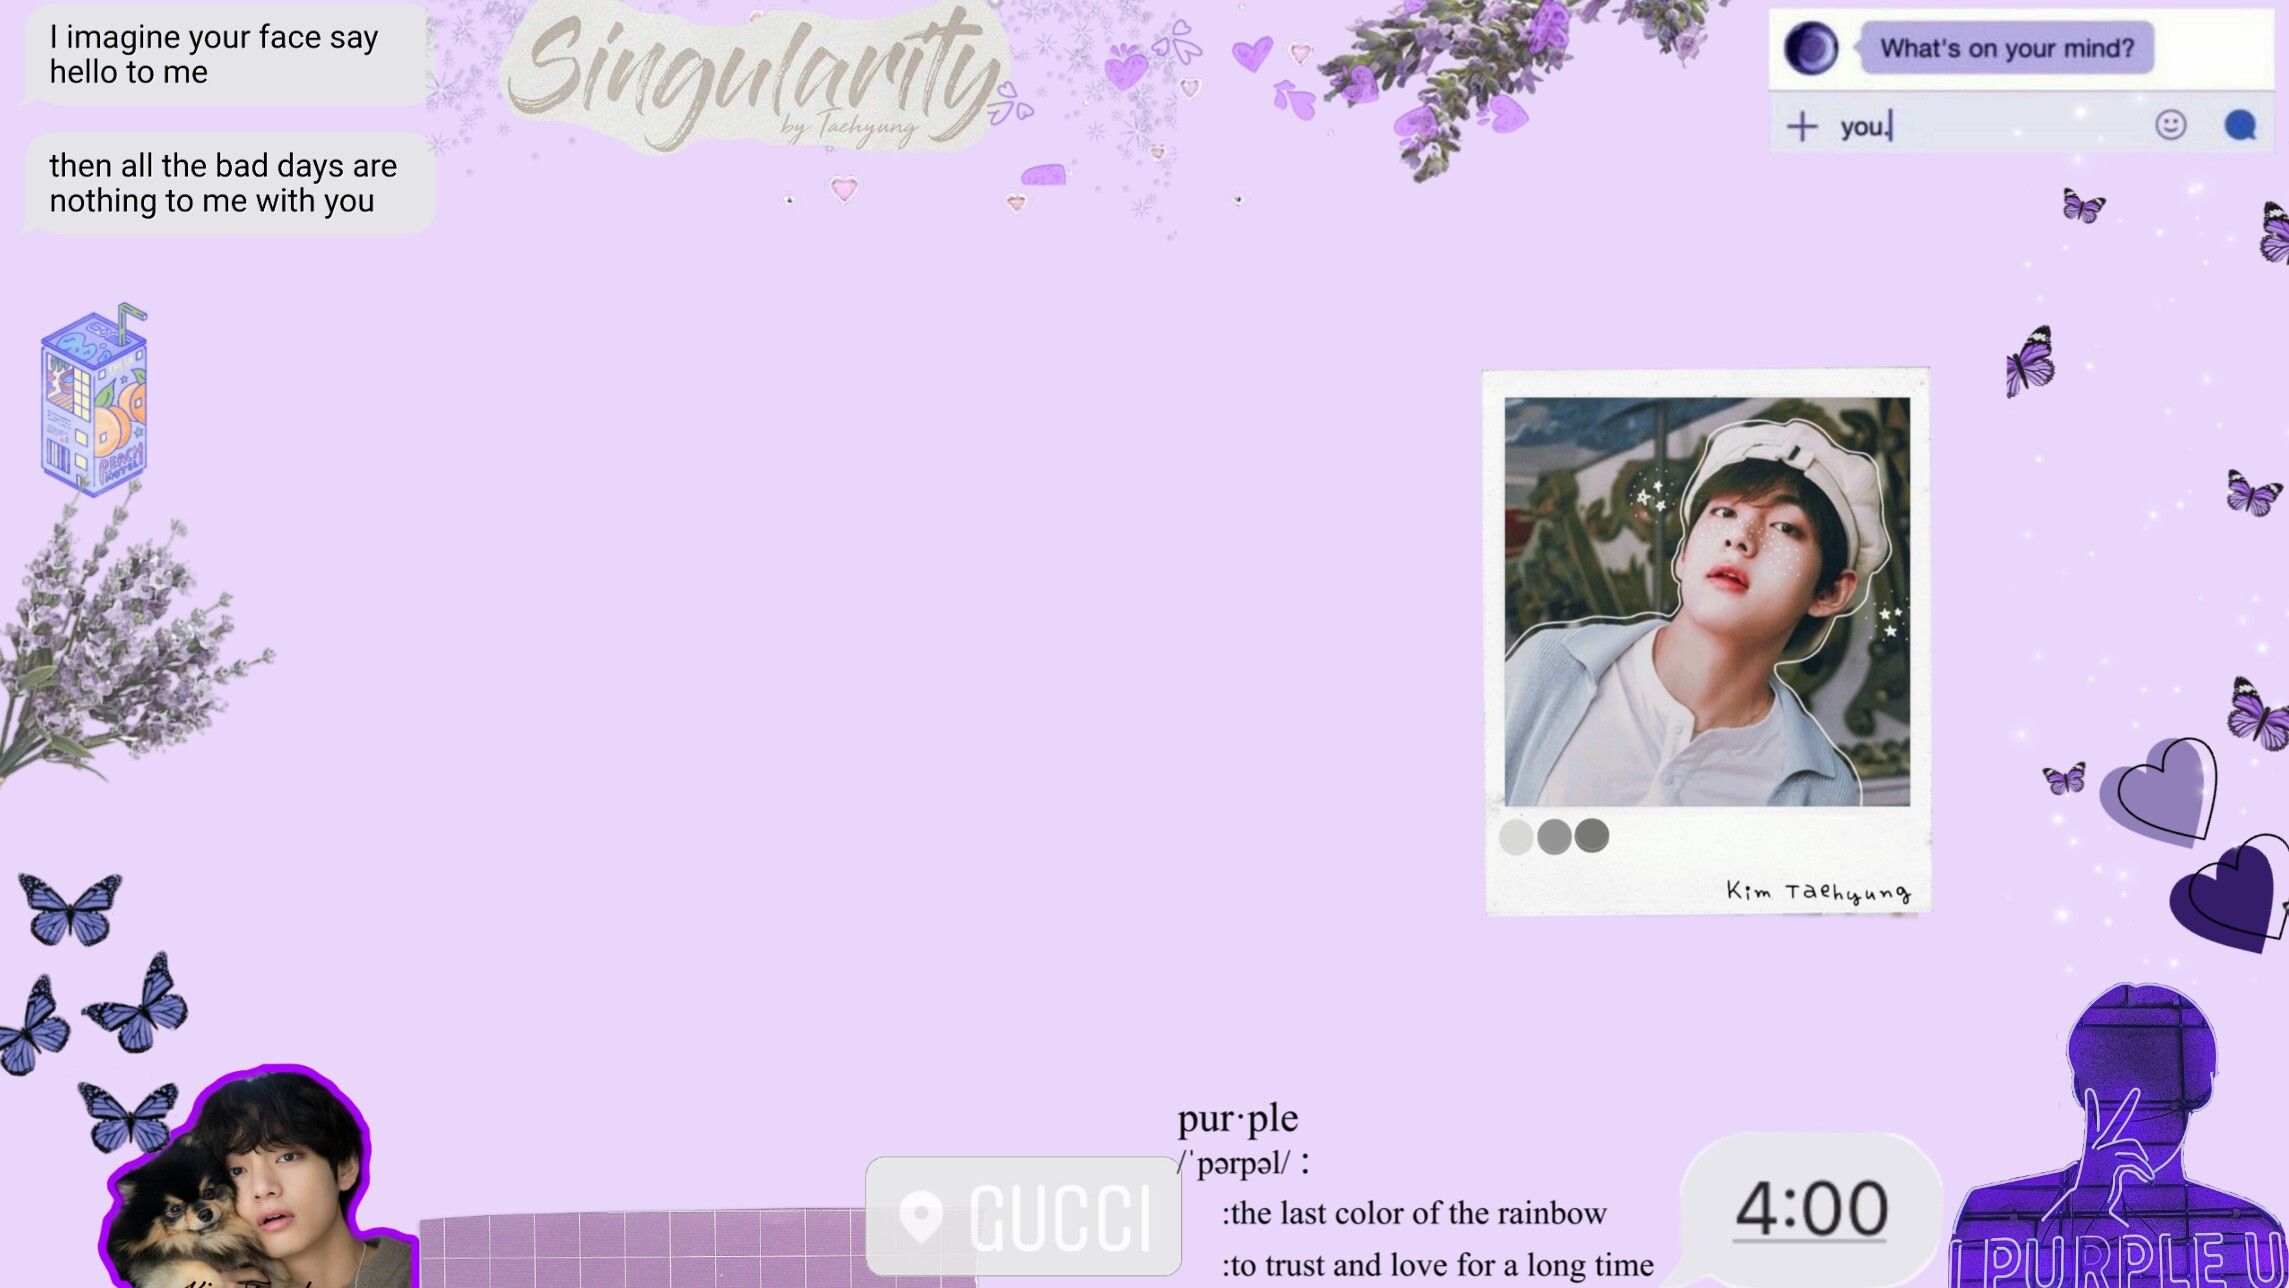 I imagine your face say
hello to me
then all the bad days are
nothing to me with you
Singularity
by Taehyung
What's on your mind?
you.
PEACH
Kim Taehyung
pur·ple
/ˈpərpəl/ :
:the last color of the rainbow
:to trust and love for a long time
GUCCI
4:00
I PURPLE U